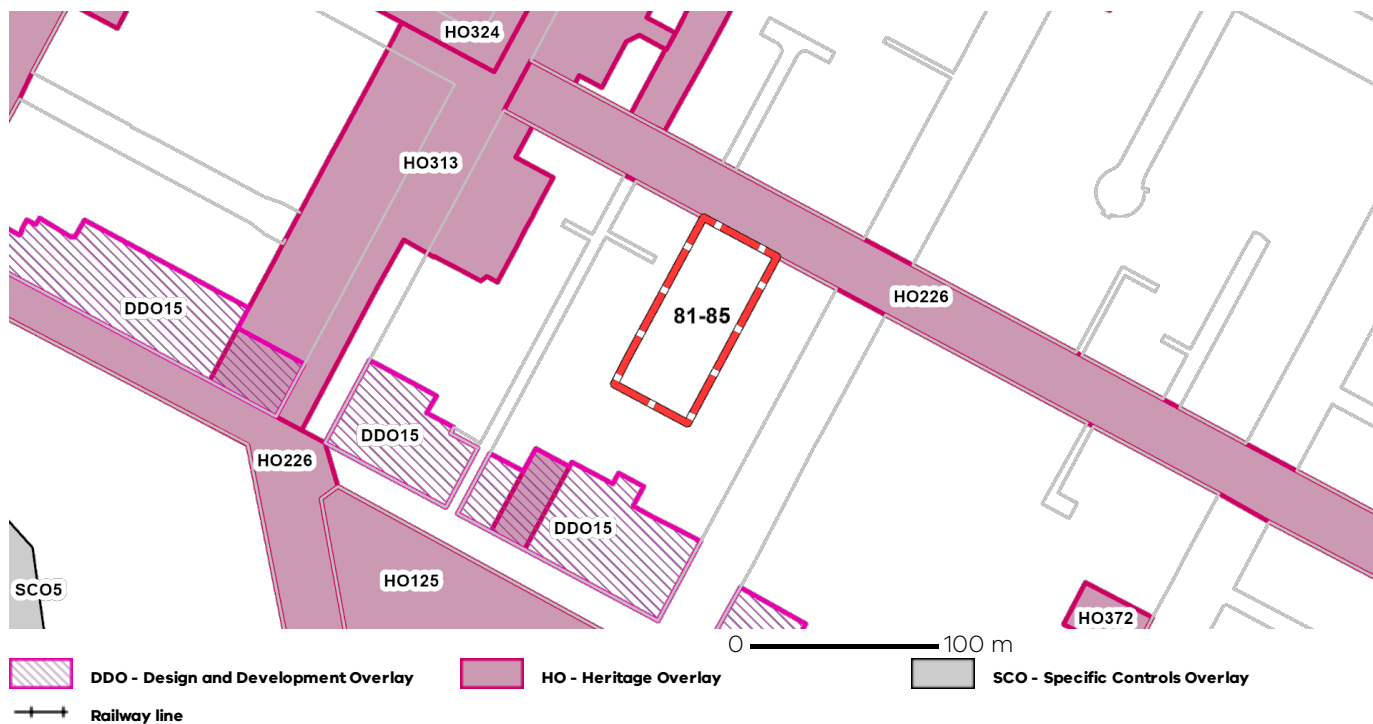 HO324
HO313
DDO15
81-85
HO226
DDO15
HO226
DDO15
HO125
SCO5
HO372
0 100 m
DDO - Design and Development Overlay HO - Heritage Overlay SCO - Specific Controls Overlay
Railway line